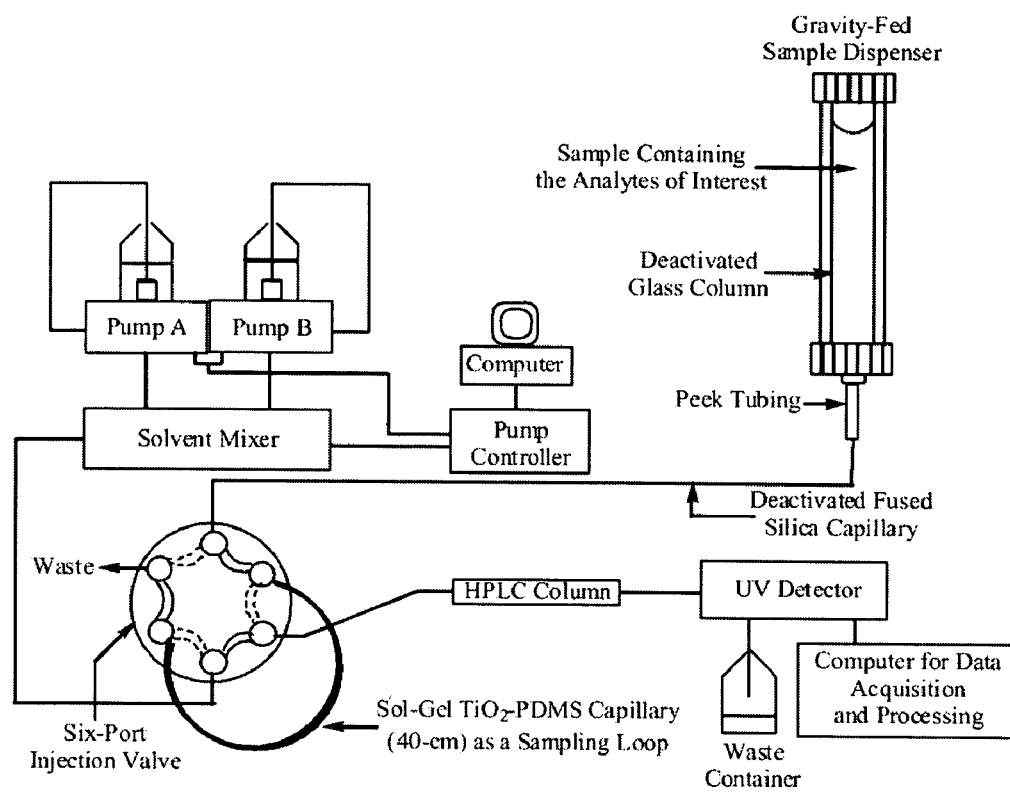 Gravity-Fed
Sample Dispenser
Sample Containing
the Analytes of Interest
Deactivated
Glass Column
Pump A
Pump B
Computer
Peek Tubing
Solvent Mixer
Pump
Controller
Deactivated Fused
Silica Capillary
Waste
HPLC Column
UV Detector
Computer for Data
Acquisition
and Processing
Sol-Gel TiO2-PDMS Capillary
(40-cm) as a Sampling Loop
Six-Port
Injection Valve
Waste
Container